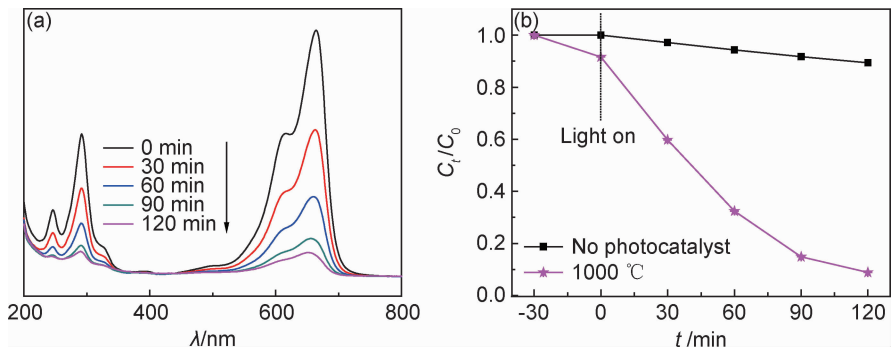 (a)
0 min
30 min
60 min
90 min
120 min
200 400 600 800
λ/nm
(b)
1.0
0.8
0.6
0.4
0.2
0.0
Cₜ/C₀
Light on
No photocatalyst
1000 ℃
-30 0 30 60 90 120
t /min